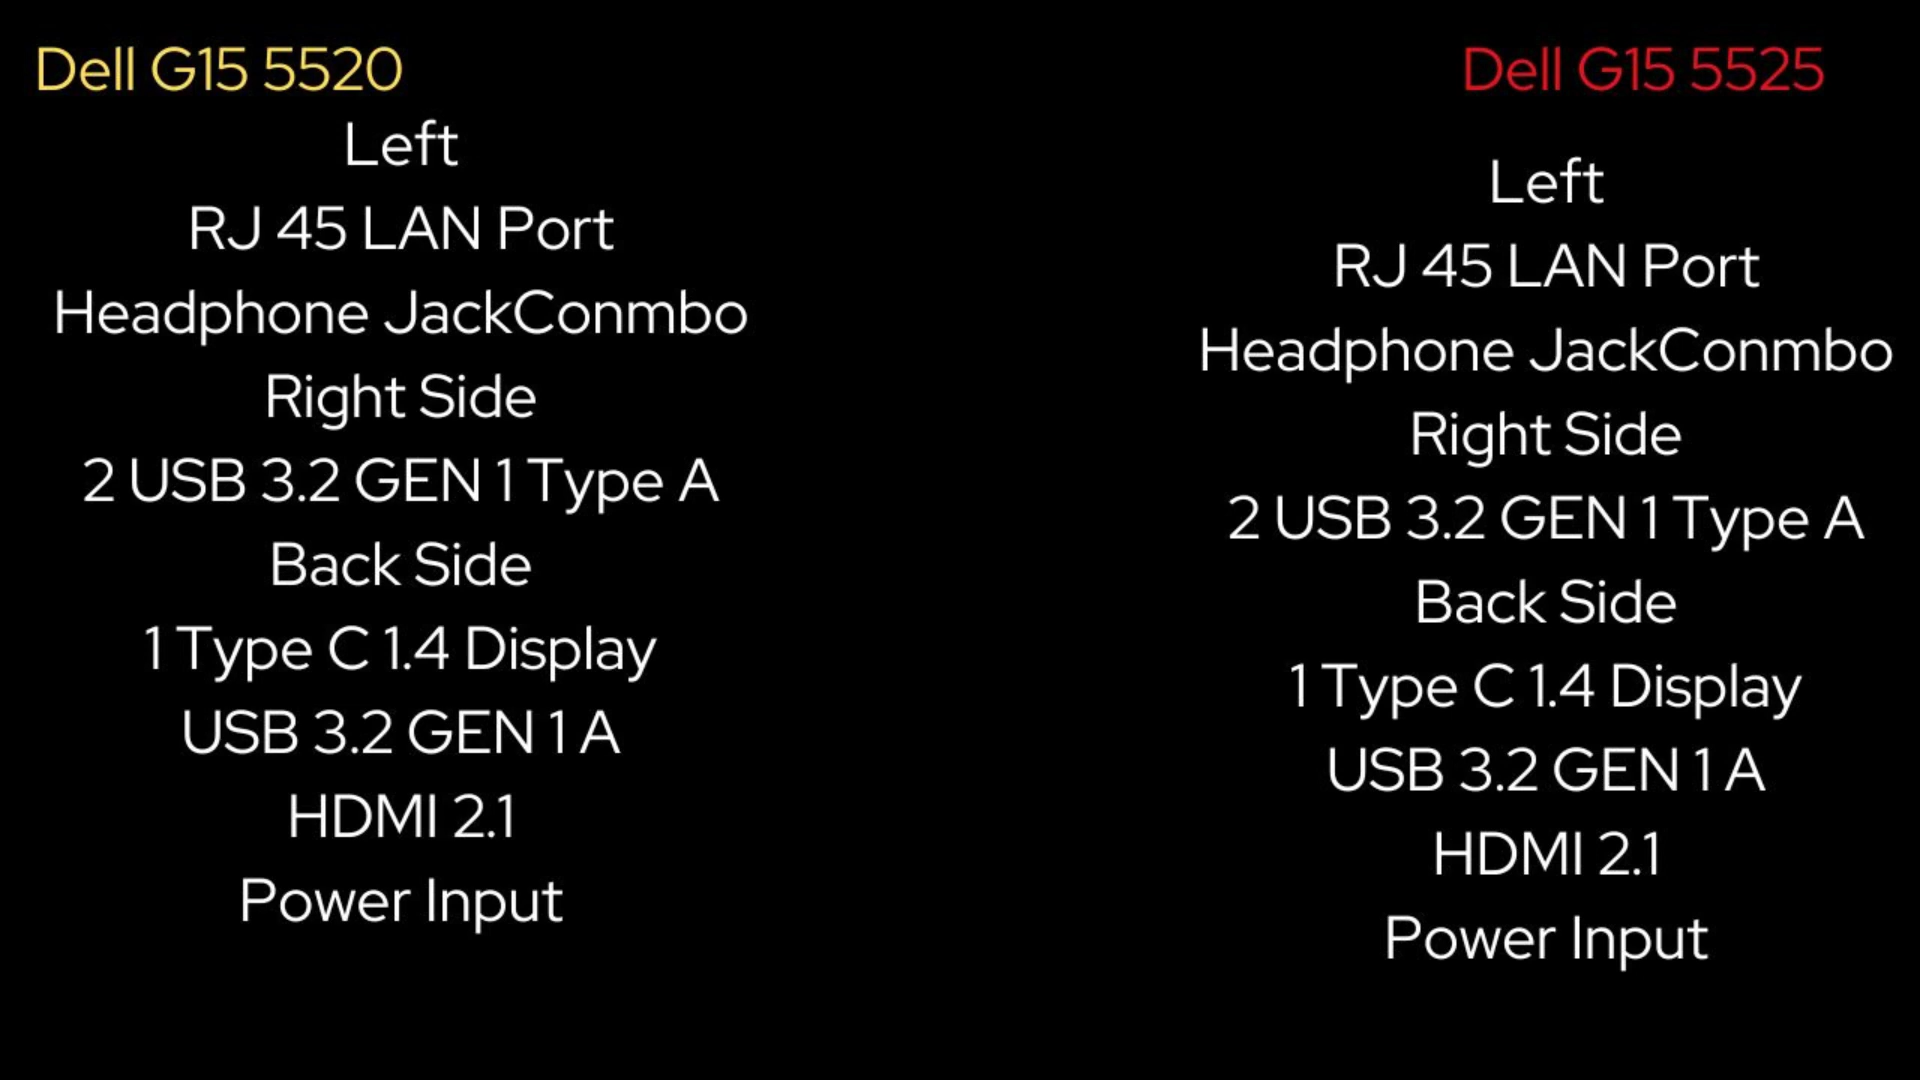 Dell G15 5520
Left
RJ 45 LAN Port
Headphone JackConmbo
Right Side
2 USB 3.2 GEN 1 Type A
Back Side
1 Type C 1.4 Display
USB 3.2 GEN 1 A
HDMI 2.1
Power Input
Dell G15 5525
Left
RJ 45 LAN Port
Headphone JackConmbo
Right Side
2 USB 3.2 GEN 1 Type A
Back Side
1 Type C 1.4 Display
USB 3.2 GEN 1 A
HDMI 2.1
Power Input